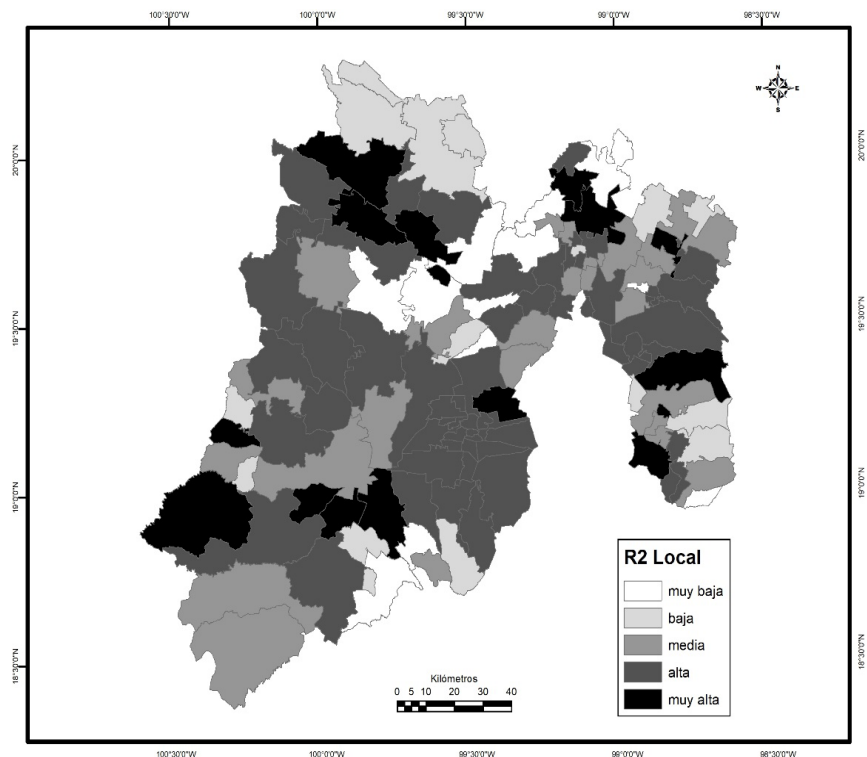 100°30'0"W 100°0'0"W 99°30'0"W 99°0'0"W 98°30'0"W
N
W E
S
20°0'0"N 20°0'0"N
19°30'0"N 19°30'0"N
19°0'0"N 19°0'0"N
18°30'0"N 18°30'0"N
R2 Local
muy baja
baja
media
alta
muy alta
Kilómetros
0 5 10 20 30 40
100°30'0"W 100°0'0"W 99°30'0"W 99°0'0"W 98°30'0"W